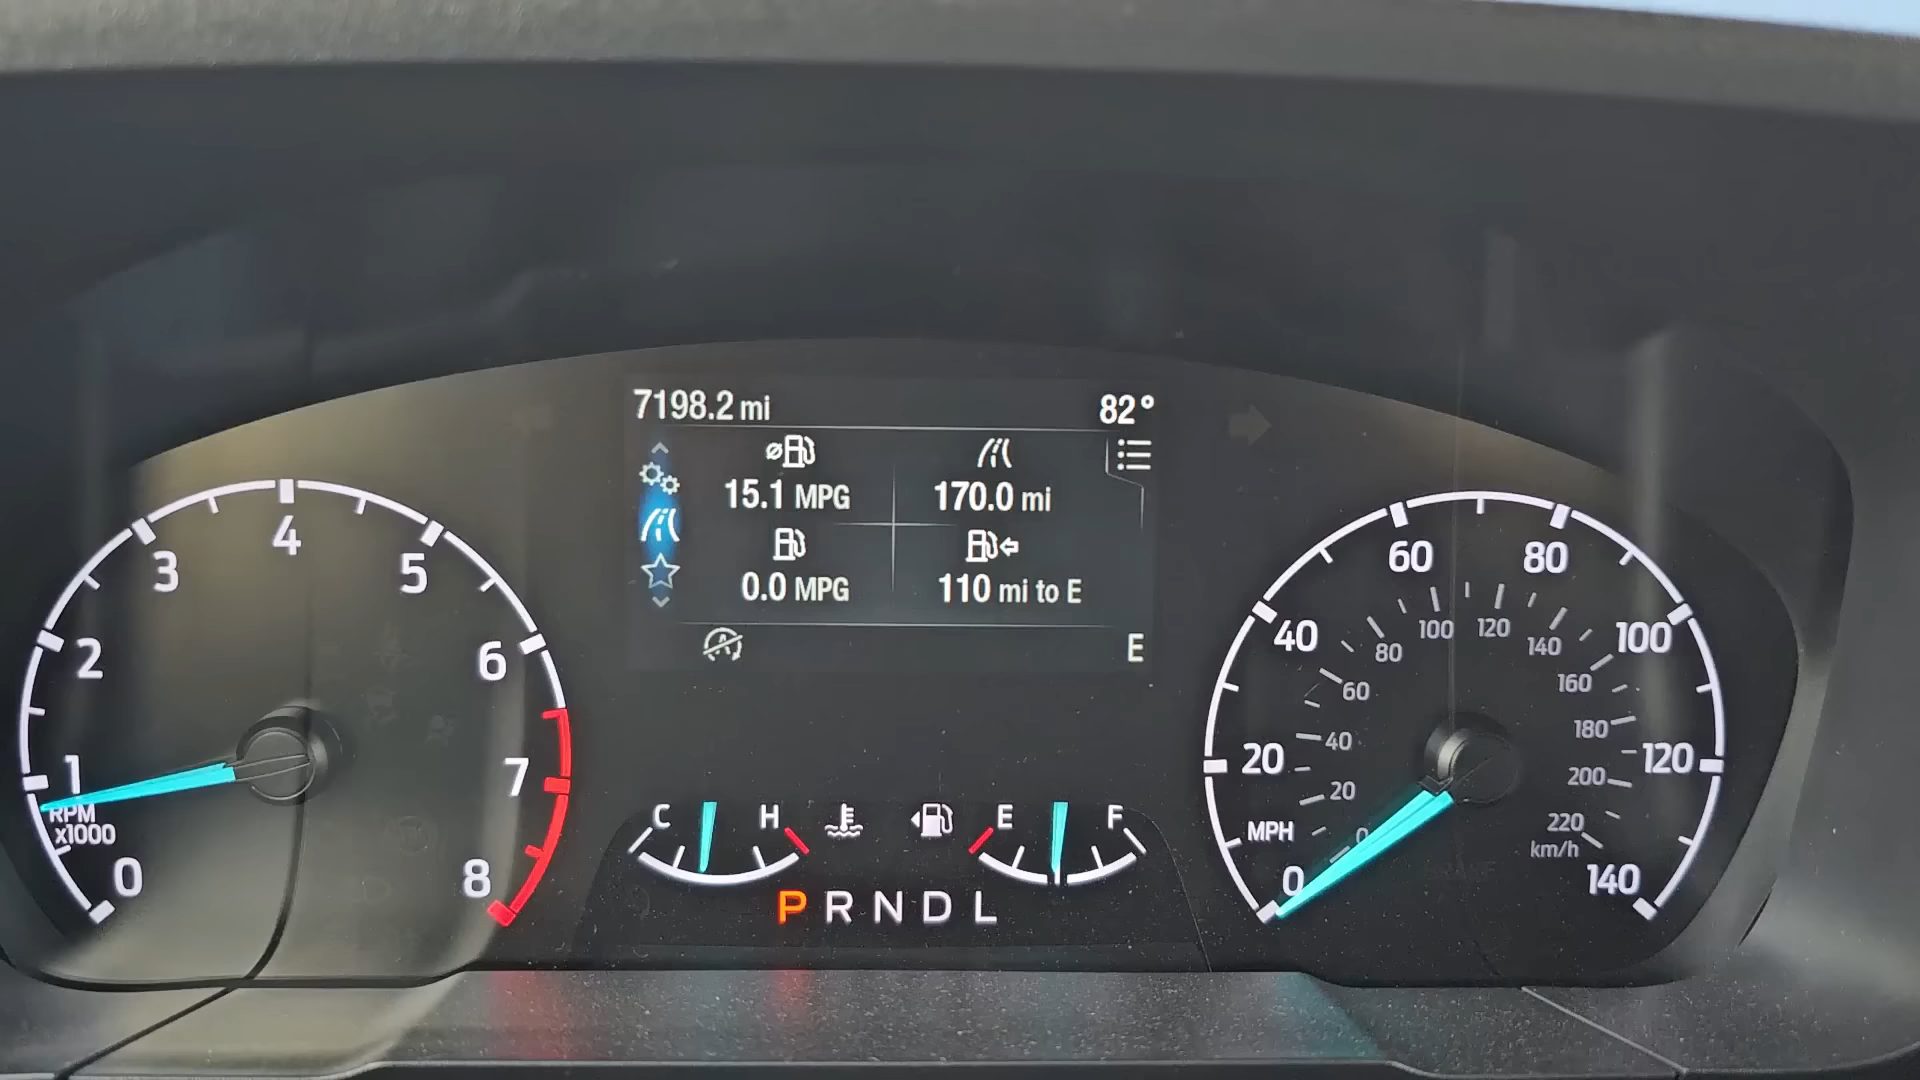 7198.2 mi 82°
15.1 MPG 170.0 mi
0.0 MPG 110 mi to E
E
0 1 2 3 4 5 6 7 8
RPM
x1000
C H E F
P R N D L
0 20 40 60 80 100 120 140
MPH
0 20 40 60 80 100 120 140 160 180 200 220
km/h